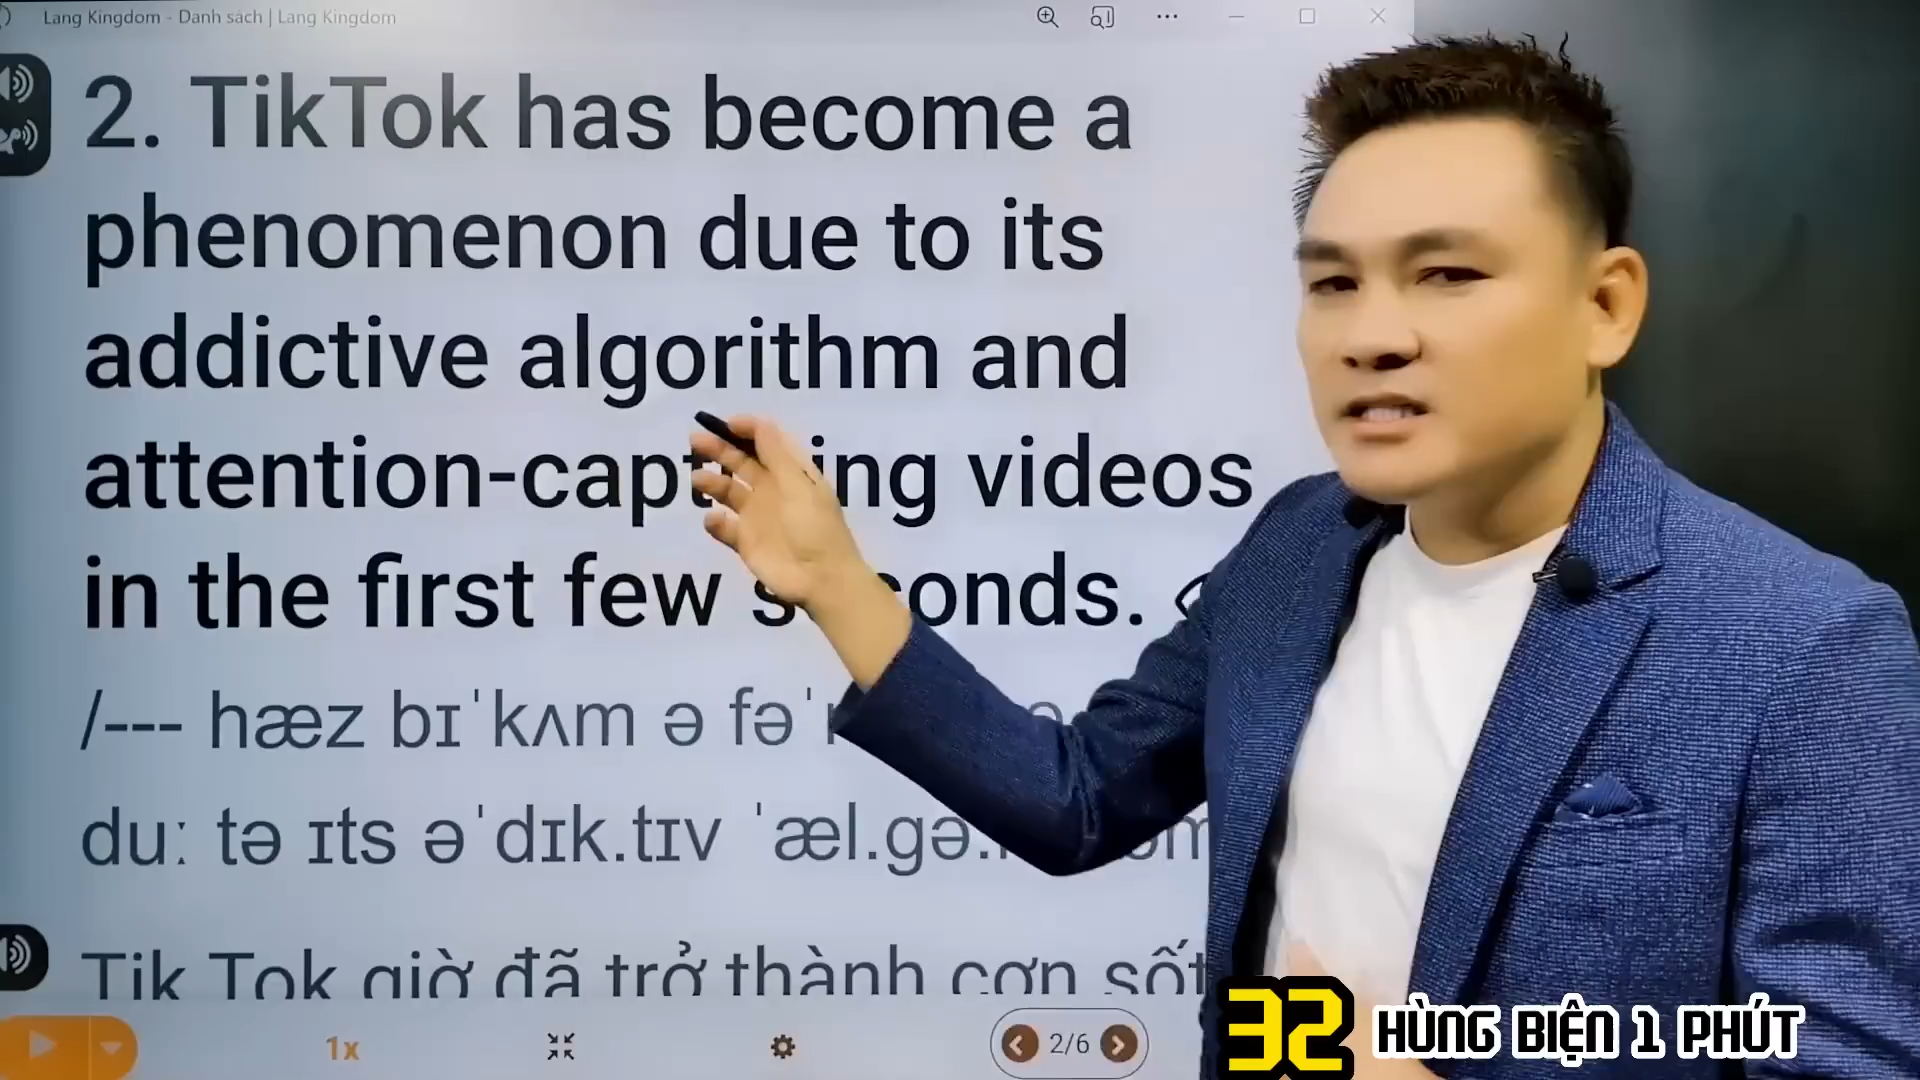 Lang Kingdom - Danh sách | Lang Kingdom
2. TikTok has become a
phenomenon due to its
addictive algorithm and
attention-capt ing videos
in the first few s onds.
/--- hæz bɪˈkʌm ə fəˈ
duː tə ɪts əˈdɪk.tɪv ˈæl.gə.
Tik Tok giờ đã trở thành cơn sốt
1x
2/6
32 HÙNG BIỆN 1 PHÚT